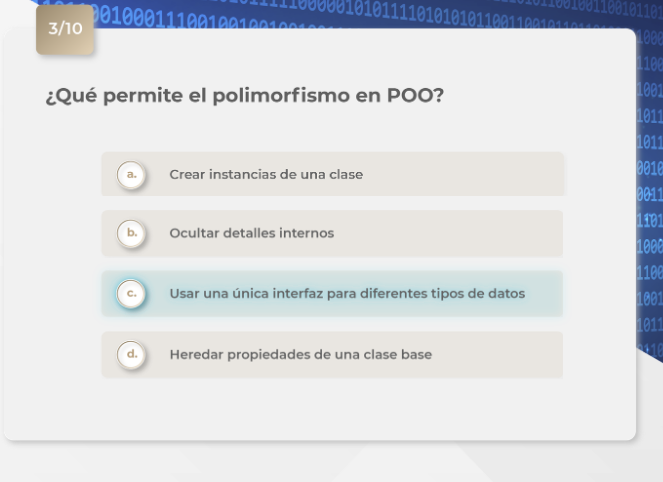 3/10
¿Qué permite el polimorfismo en POO?
a. Crear instancias de una clase
b. Ocultar detalles internos
c. Usar una única interfaz para diferentes tipos de datos
d. Heredar propiedades de una clase base